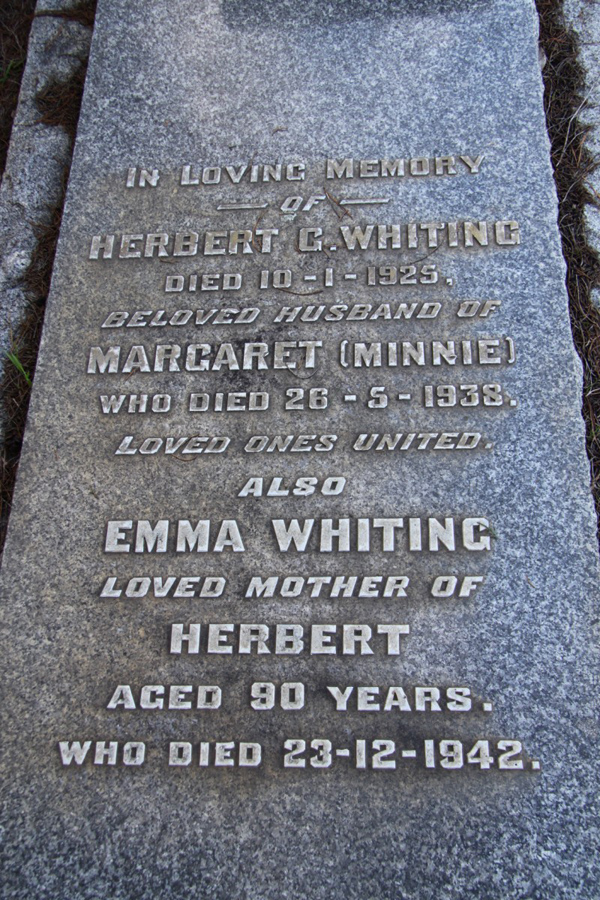 IN LOVING MEMORY
— OF —
HERBERT G. WHITING
DIED 10-1-1925,
BELOVED HUSBAND OF
MARGARET (MINNIE)
WHO DIED 26-5-1938.
LOVED ONES UNITED.
ALSO
EMMA WHITING
LOVED MOTHER OF
HERBERT
AGED 90 YEARS.
WHO DIED 23-12-1942.